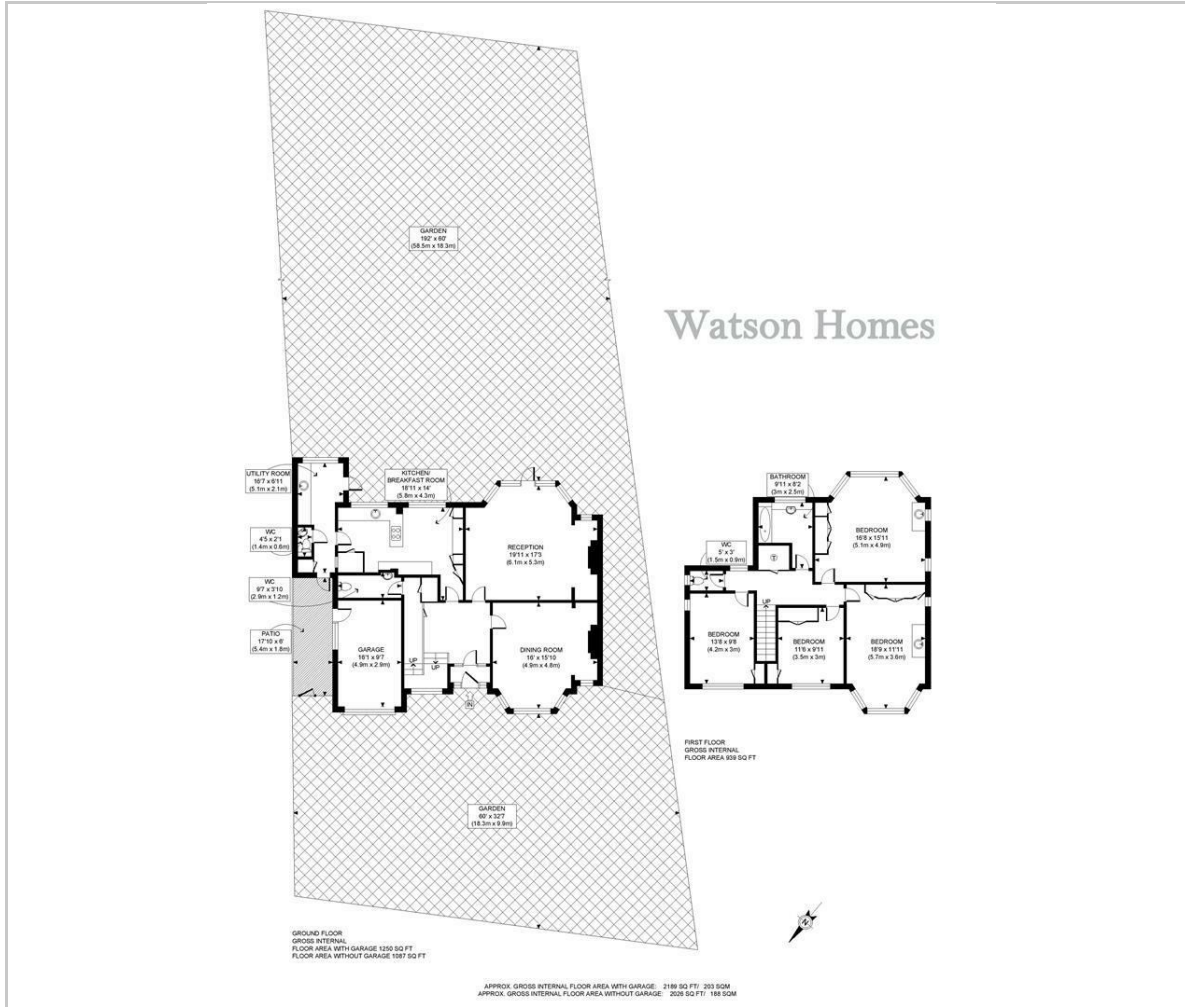 GARDEN
192' x 60'
(58.5m x 18.3m)
Watson Homes
UTILITY ROOM
16'7 x 6'11
(5.1m x 2.1m)
KITCHEN/
BREAKFAST ROOM
18'11 x 14'
(5.8m x 4.3m)
WC
4'5 x 2'1
(1.4m x 0.6m)
RECEPTION
19'11 x 17'5
(6.1m x 5.3m)
WC
9'7 x 3'10
(2.9m x 1.2m)
PATIO
17'10 x 6'
(5.4m x 1.8m)
GARAGE
16'1 x 9'7
(4.9m x 2.9m)
UP
UP
DINING ROOM
16' x 15'10
(4.9m x 4.8m)
IN
GARDEN
60' x 32'7
(18.3m x 9.9m)
BATHROOM
9'11 x 8'2
(3m x 2.5m)
BEDROOM
16'8 x 15'11
(5.1m x 4.9m)
WC
5' x 3'
(1.5m x 0.9m)
T
UP
BEDROOM
13'8 x 9'8
(4.2m x 3m)
BEDROOM
11'6 x 9'11
(3.5m x 3m)
BEDROOM
18'9 x 11'11
(5.7m x 3.6m)
FIRST FLOOR
GROSS INTERNAL
FLOOR AREA 939 SQ FT
N
GROUND FLOOR
GROSS INTERNAL
FLOOR AREA WITH GARAGE 1250 SQ FT
FLOOR AREA WITHOUT GARAGE 1087 SQ FT
APPROX. GROSS INTERNAL FLOOR AREA WITH GARAGE: 2189 SQ FT/ 203 SQM
APPROX. GROSS INTERNAL FLOOR AREA WITHOUT GARAGE: 2026 SQ FT/ 188 SQM